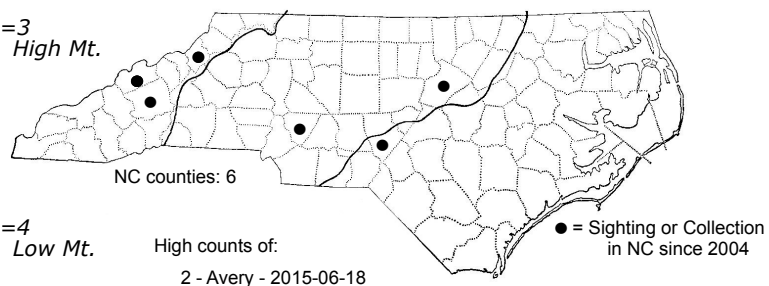 =3
High Mt.
NC counties: 6
=4
Low Mt.
High counts of:
2 - Avery - 2015-06-18
● = Sighting or Collection
in NC since 2004